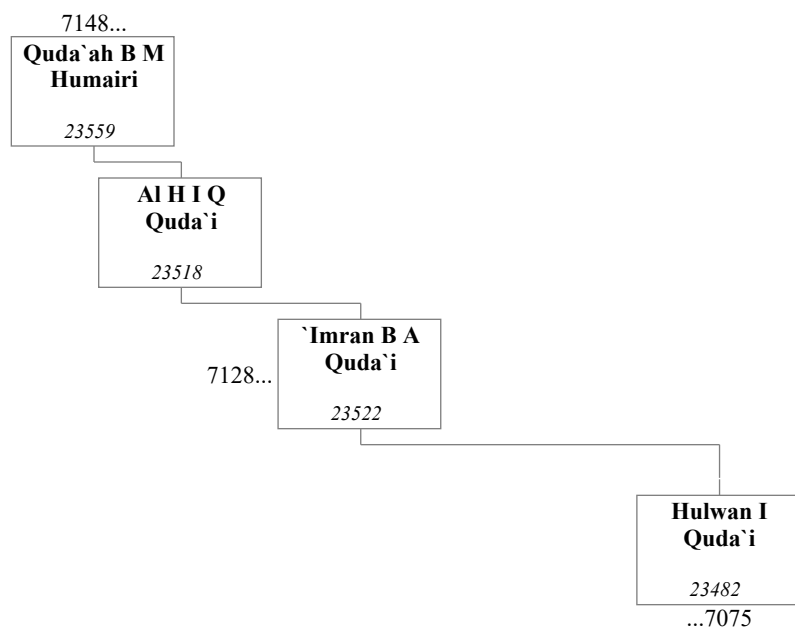 7148...
Quda`ah B M
Humairi
23559
Al H I Q
Quda`i
23518
`Imran B A
Quda`i
7128...
23522
Hulwan I
Quda`i
23482
...7075